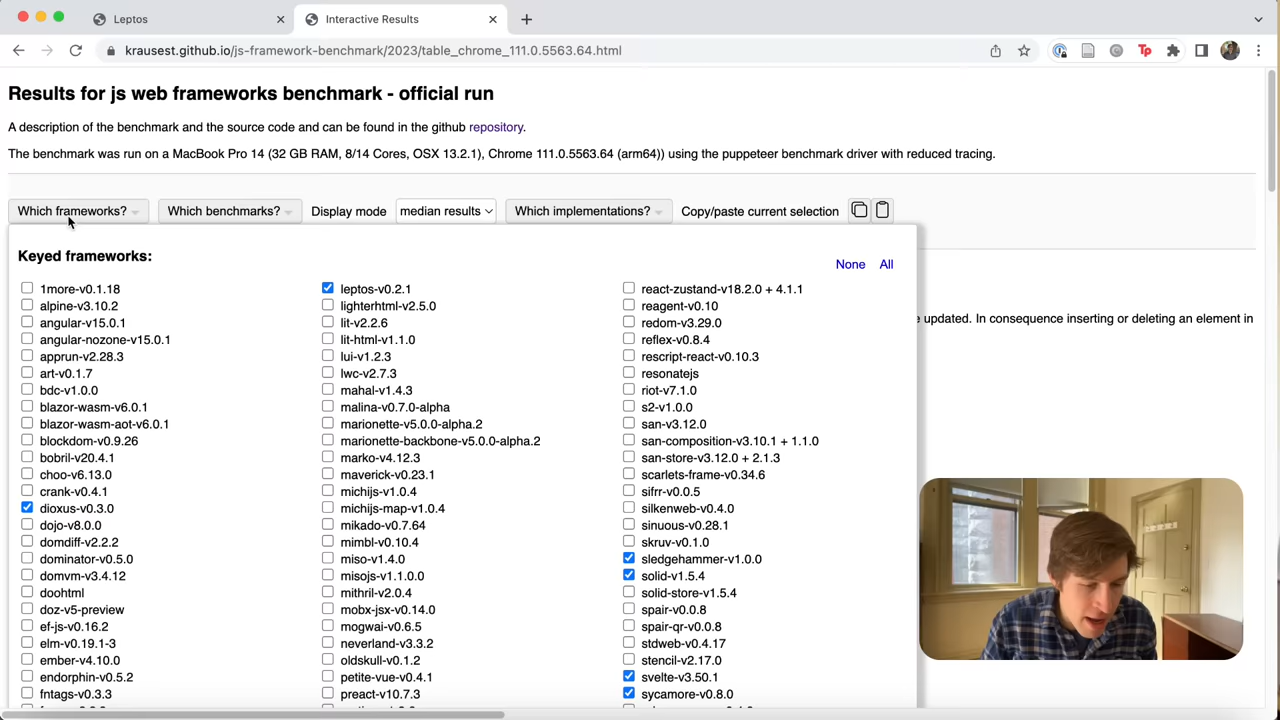 Leptos
Interactive Results
krausest.github.io/js-framework-benchmark/2023/table_chrome_111.0.5563.64.html
Results for js web frameworks benchmark - official run
A description of the benchmark and the source code and can be found in the github repository.
The benchmark was run on a MacBook Pro 14 (32 GB RAM, 8/14 Cores, OSX 13.2.1), Chrome 111.0.5563.64 (arm64)) using the puppeteer benchmark driver with reduced tracing.
Which frameworks? Which benchmarks? Display mode median results Which implementations? Copy/paste current selection
Keyed frameworks:
None All
1more-v0.1.18
alpine-v3.10.2
angular-v15.0.1
angular-nozone-v15.0.1
apprun-v2.28.3
art-v0.1.7
bdc-v1.0.0
blazor-wasm-v6.0.1
blazor-wasm-aot-v6.0.1
blockdom-v0.9.26
bobril-v20.4.1
choo-v6.13.0
crank-v0.4.1
dioxus-v0.3.0
dojo-v8.0.0
domdiff-v2.2.2
dominator-v0.5.0
domvm-v3.4.12
doohtml
doz-v5-preview
ef-js-v0.16.2
elm-v0.19.1-3
ember-v4.10.0
endorphin-v0.5.2
fntags-v0.3.3
leptos-v0.2.1
lighterhtml-v2.5.0
lit-v2.2.6
lit-html-v1.1.0
lui-v1.2.3
lwc-v2.7.3
mahal-v1.4.3
malina-v0.7.0-alpha
marionette-v5.0.0-alpha.2
marionette-backbone-v5.0.0-alpha.2
marko-v4.12.3
maverick-v0.23.1
michijs-v1.0.4
michijs-map-v1.0.4
mikado-v0.7.64
mimbl-v0.10.4
miso-v1.4.0
misojs-v1.1.0.0
mithril-v2.0.4
mobx-jsx-v0.14.0
mogwai-v0.6.5
neverland-v3.3.2
oldskull-v0.1.2
petite-vue-v0.4.1
preact-v10.7.3
react-zustand-v18.2.0 + 4.1.1
reagent-v0.10
redom-v3.29.0
reflex-v0.8.4
rescript-react-v0.10.3
resonatejs
riot-v7.1.0
s2-v1.0.0
san-v3.12.0
san-composition-v3.10.1 + 1.1.0
san-store-v3.12.0 + 2.1.3
scarlets-frame-v0.34.6
sifrr-v0.0.5
silkenweb-v0.4.0
sinuous-v0.28.1
skruv-v0.1.0
sledgehammer-v1.0.0
solid-v1.5.4
solid-store-v1.5.4
spair-v0.0.8
spair-qr-v0.0.8
stdweb-v0.4.17
stencil-v2.17.0
svelte-v3.50.1
sycamore-v0.8.0
e updated. In consequence inserting or deleting an element in